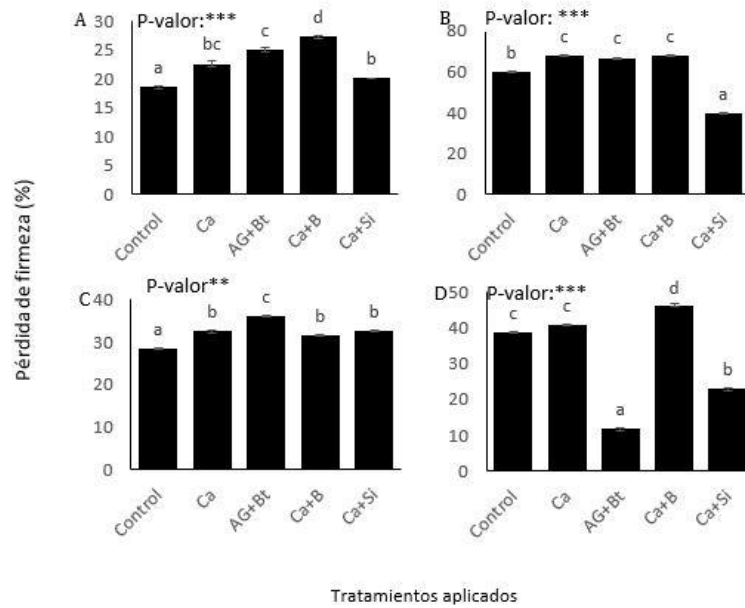 Pérdida de firmeza (%)
A
P-valor:***
30
25
20
15
10
5
0
a
bc
c
d
b
Control
Ca
AG+Bt
Ca+B
Ca+Si
B
P-valor: ***
80
60
40
20
0
b
c
c
c
a
Control
Ca
AG+Bt
Ca+B
Ca+Si
C
P-valor**
40
30
20
10
0
a
b
c
b
b
Control
Ca
AG+Bt
Ca+B
Ca+Si
D
P-valor:***
50
40
30
20
10
0
c
c
a
d
b
Control
Ca
AG+Bt
Ca+B
Ca+Si
Tratamientos aplicados